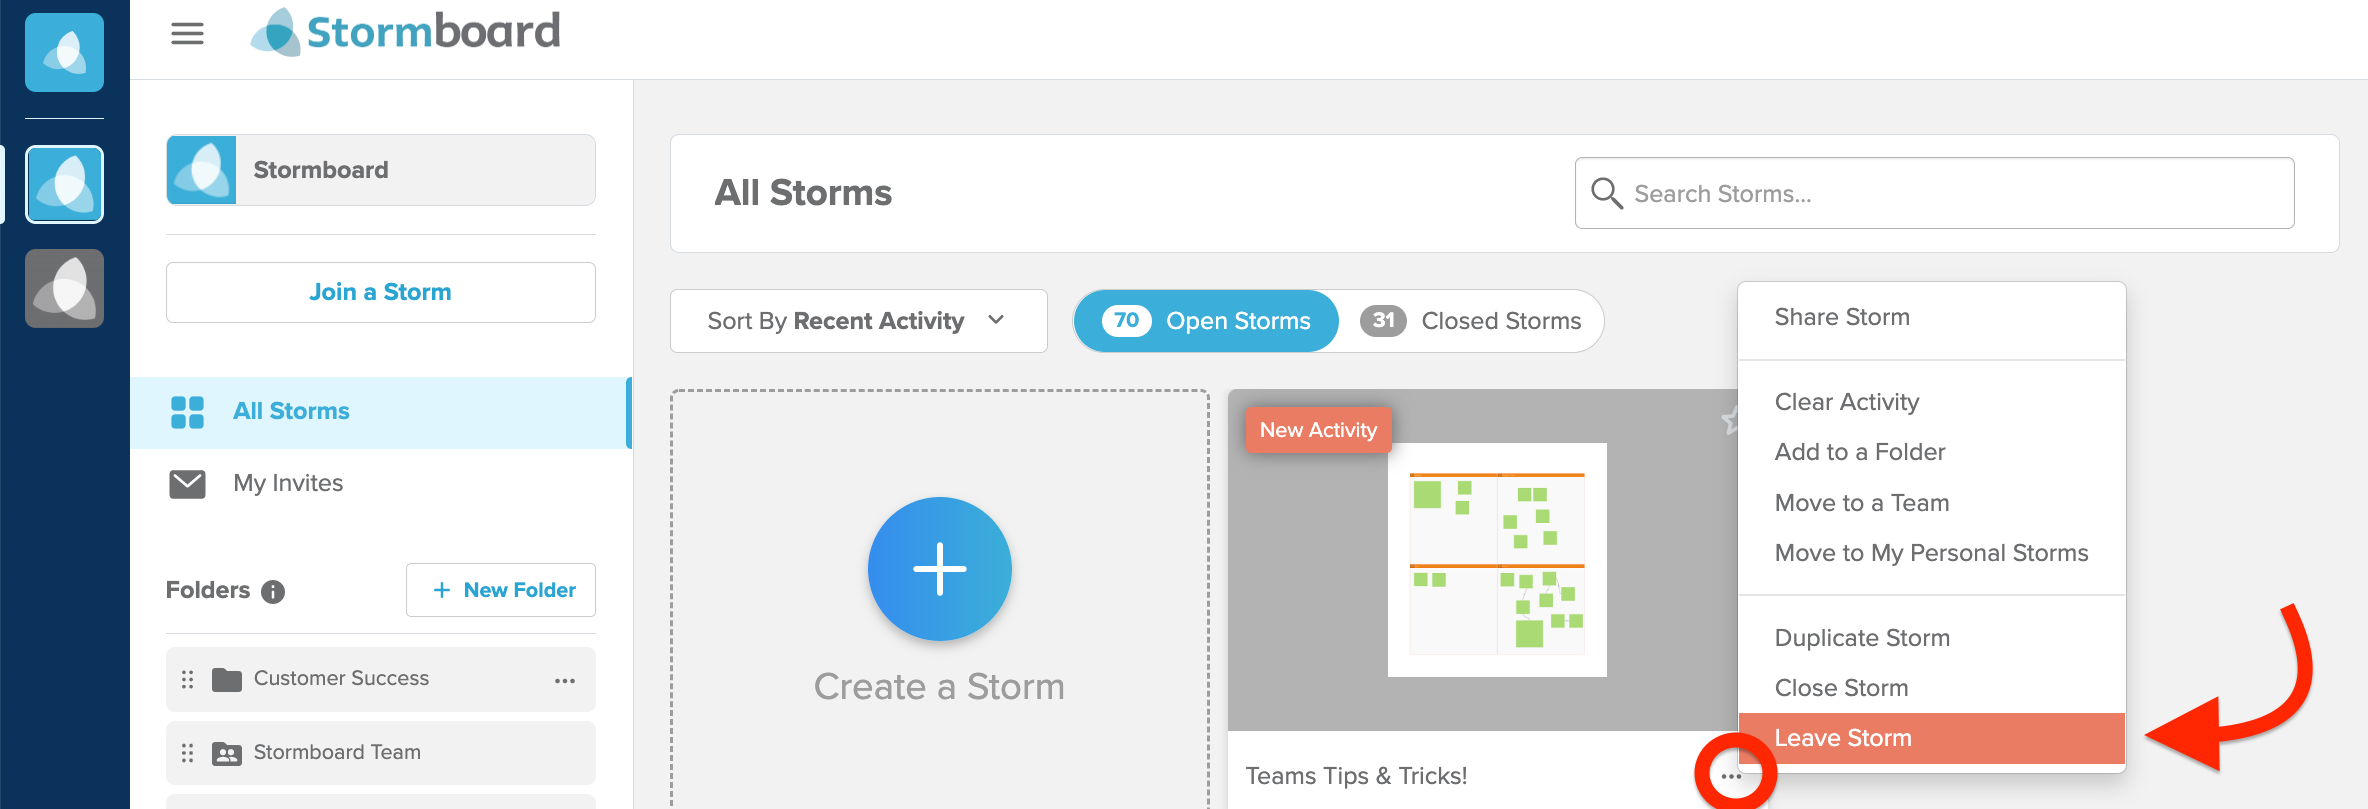 Stormboard
Stormboard
Join a Storm
All Storms
My Invites
Folders
+ New Folder
Customer Success
Stormboard Team
All Storms
Search Storms...
Sort By Recent Activity
70 Open Storms
31 Closed Storms
Create a Storm
New Activity
Teams Tips & Tricks!
Share Storm
Clear Activity
Add to a Folder
Move to a Team
Move to My Personal Storms
Duplicate Storm
Close Storm
Leave Storm